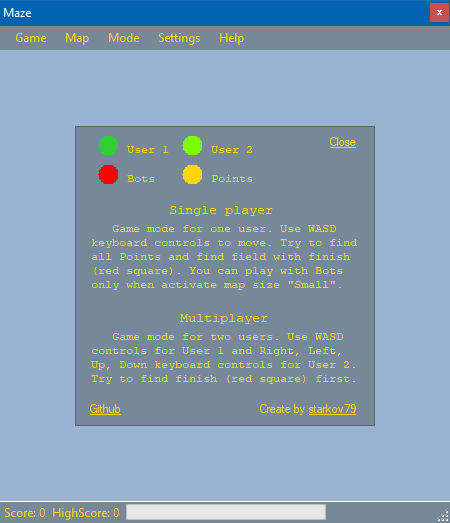 Maze x
Game Map Mode Settings Help
User 1 User 2 Close
Bots Points
Single player
Game mode for one user. Use WASD
keyboard controls to move. Try to find
all Points and find field with finish
(red square). You can play with Bots
only when activate map size "Small".
Multiplayer
Game mode for two users. Use WASD
controls for User 1 and Right, Left,
Up, Down keyboard controls for User 2.
Try to find finish (red square) first.
Github Create by starkov79
Score: 0 HighScore: 0